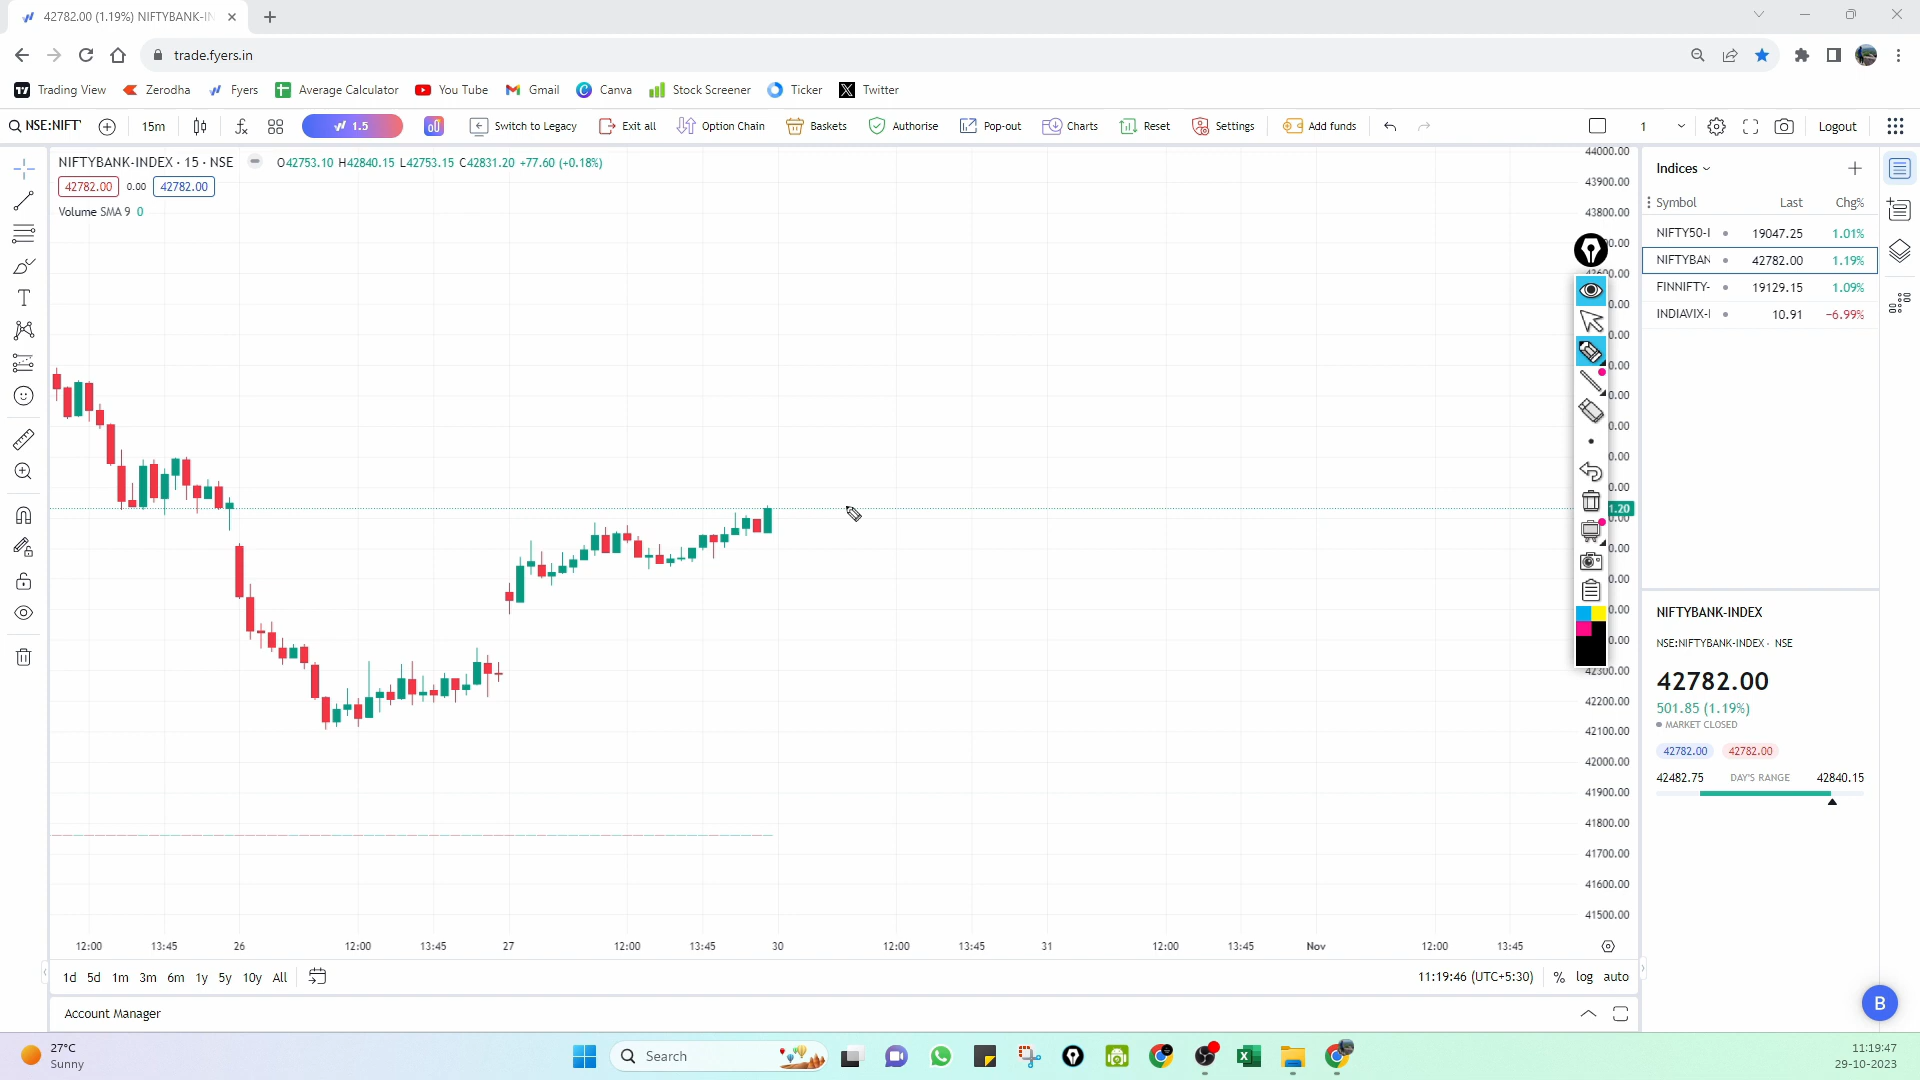 42782.00 (1.19%) NIFTYBANK-IN
trade.fyers.in
Trading View Zerodha Fyers Average Calculator You Tube Gmail Canva Stock Screener Ticker Twitter
NSE:NIFT 15m 1.5 Switch to Legacy Exit all Option Chain Baskets Authorise Pop-out Charts Reset Settings Add funds 1 Logout
NIFTYBANK-INDEX · 15 · NSE O42753.10 H42840.15 L42753.15 C42831.20 +77.60 (+0.18%)
42782.00 0.00 42782.00
Volume SMA 9 0
44000.00
43900.00
43800.00
42300.00
42200.00
42100.00
42000.00
41900.00
41800.00
41700.00
41600.00
41500.00
12:00 13:45 26 12:00 13:45 27 12:00 13:45 30 12:00 13:45 31 12:00 13:45 Nov 12:00 13:45
1d 5d 1m 3m 6m 1y 5y 10y All
11:19:46 (UTC+5:30) % log auto
Account Manager
Indices
Symbol Last Chg%
NIFTY50-I 19047.25 1.01%
NIFTYBAN 42782.00 1.19%
FINNIFTY- 19129.15 1.09%
INDIAVIX-I 10.91 −6.99%
NIFTYBANK-INDEX
NSE:NIFTYBANK-INDEX · NSE
42782.00
501.85 (1.19%)
MARKET CLOSED
42782.00 42782.00
42482.75 DAY'S RANGE 42840.15
B
27°C
Sunny
Search
11:19:47
29-10-2023